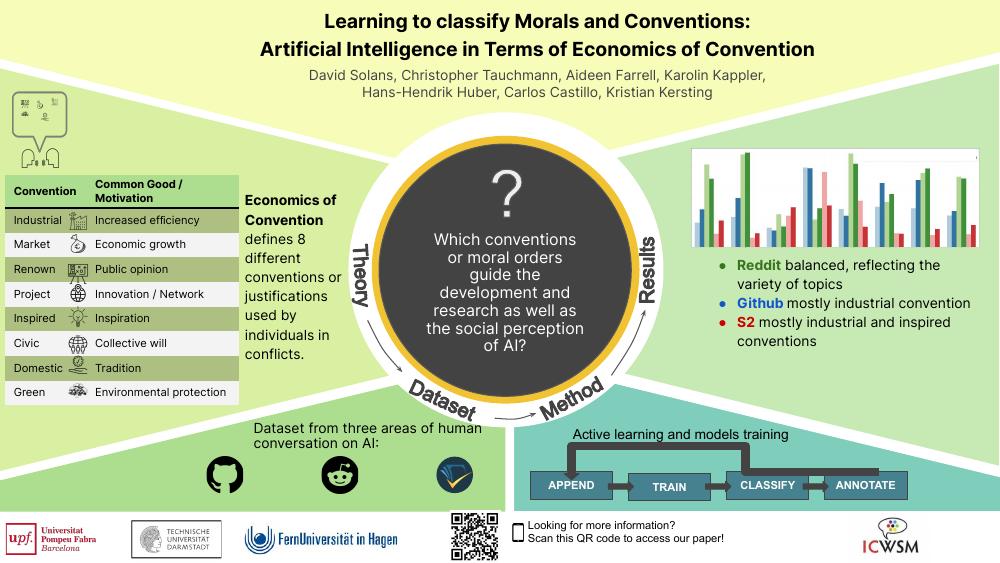 Learning to classify Morals and Conventions:
Artificial Intelligence in Terms of Economics of Convention
David Solans, Christopher Tauchmann, Aideen Farrell, Karolin Kappler,
Hans-Hendrik Huber, Carlos Castillo, Kristian Kersting
Convention
Common Good /
Motivation
Industrial Increased efficiency
Market Economic growth
Renown Public opinion
Project Innovation / Network
Inspired Inspiration
Civic Collective will
Domestic Tradition
Green Environmental protection
Economics of
Convention
defines 8
different
conventions or
justifications
used by
individuals in
conflicts.
Theory
?
Which conventions
or moral orders
guide the
development and
research as well as
the social perception
of AI?
Results
Dataset
Method
• Reddit balanced, reflecting the
variety of topics
• Github mostly industrial convention
• S2 mostly industrial and inspired
conventions
Dataset from three areas of human
conversation on AI:
Active learning and models training
APPEND
TRAIN
CLASSIFY
ANNOTATE
upf.
Universitat
Pompeu Fabra
Barcelona
TECHNISCHE
UNIVERSITÄT
DARMSTADT
FernUniversität in Hagen
Looking for more information?
Scan this QR code to access our paper!
ICWSM